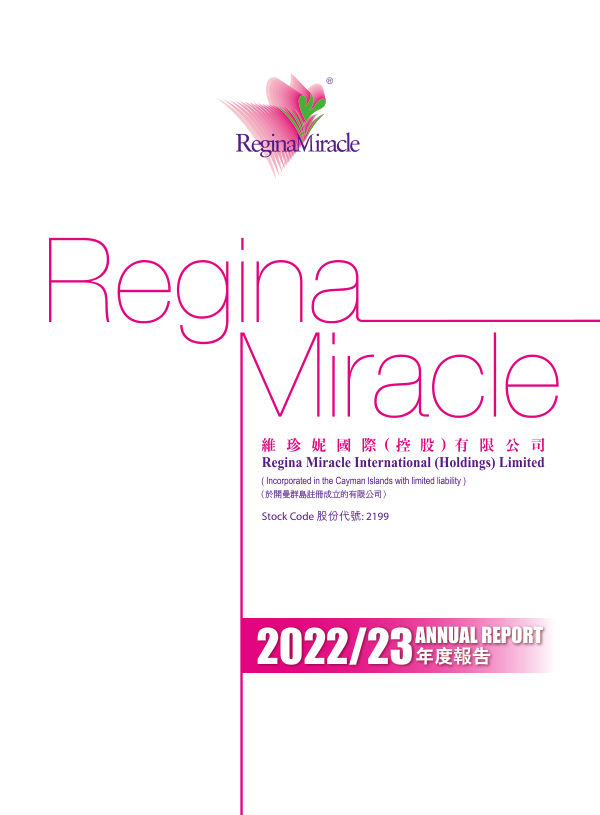 ®
ReginaMiracle
Regina
Miracle
維珍妮國際(控股)有限公司
Regina Miracle International (Holdings) Limited
( Incorporated in the Cayman Islands with limited liability )
(於開曼群島註冊成立的有限公司)
Stock Code 股份代號: 2199
2022/23 ANNUAL REPORT
年度報告